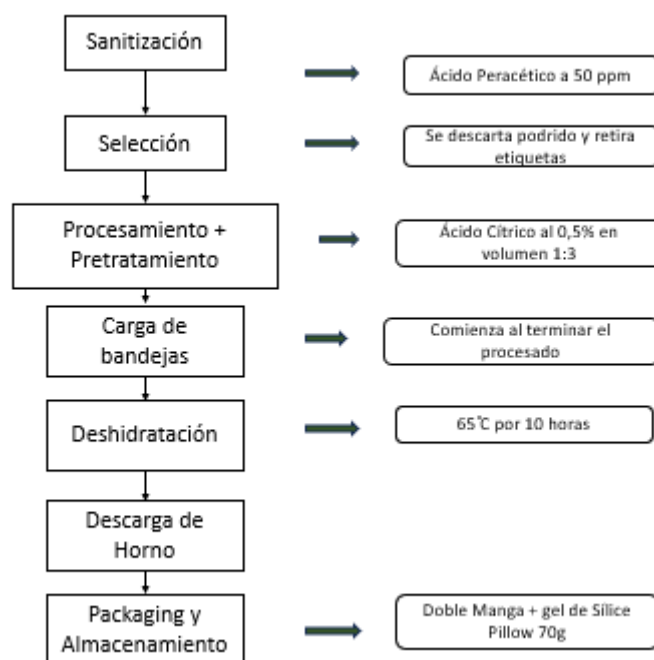 Sanitización
Ácido Peracético a 50 ppm
Selección
Se descarta podrido y retira
etiquetas
Procesamiento +
Pretratamiento
Ácido Cítrico al 0,5% en
volumen 1:3
Carga de
bandejas
Comienza al terminar el
procesado
Deshidratación
65°C por 10 horas
Descarga de
Horno
Packaging y
Almacenamiento
Doble Manga + gel de Sílice
Pillow 70g